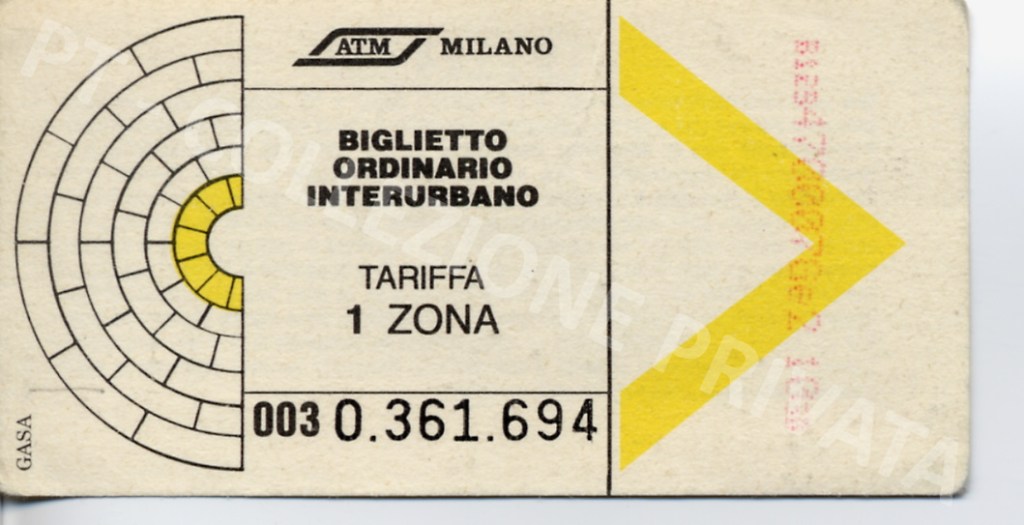 ATM MILANO
BIGLIETTO
ORDINARIO
INTERURBANO
TARIFFA
1 ZONA
003 0.361.694
GASA
PT - COLLEZIONE PRIVATA